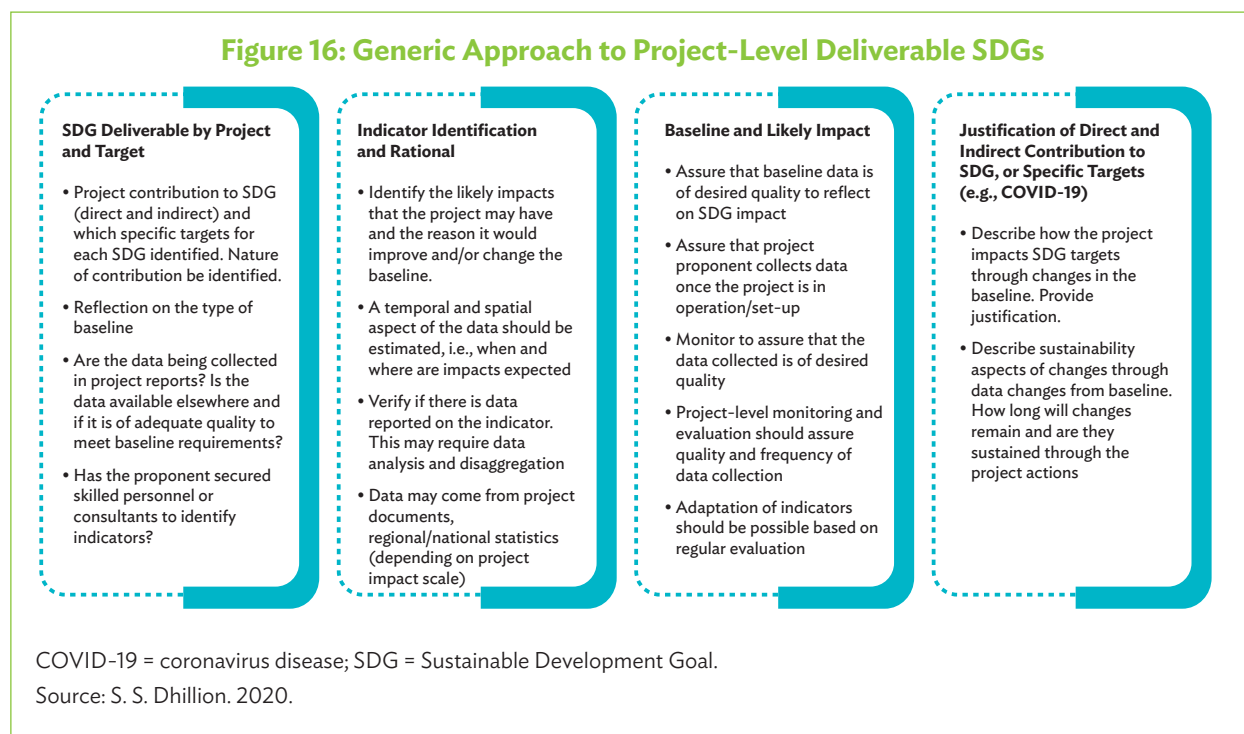 Figure 16: Generic Approach to Project-Level Deliverable SDGs
SDG Deliverable by Project
and Target
• Project contribution to SDG
(direct and indirect) and
which specific targets for
each SDG identified. Nature
of contribution be identified.
• Reflection on the type of
baseline
• Are the data being collected
in project reports? Is the
data available elsewhere and
if it is of adequate quality to
meet baseline requirements?
• Has the proponent secured
skilled personnel or
consultants to identify
indicators?
Indicator Identification
and Rational
• Identify the likely impacts
that the project may have
and the reason it would
improve and/or change the
baseline.
• A temporal and spatial
aspect of the data should be
estimated, i.e., when and
where are impacts expected
• Verify if there is data
reported on the indicator.
This may require data
analysis and disaggregation
• Data may come from project
documents,
regional/national statistics
(depending on project
impact scale)
Baseline and Likely Impact
• Assure that baseline data is
of desired quality to reflect
on SDG impact
• Assure that project
proponent collects data
once the project is in
operation/set-up
• Monitor to assure that the
data collected is of desired
quality
• Project-level monitoring and
evaluation should assure
quality and frequency of
data collection
• Adaptation of indicators
should be possible based on
regular evaluation
Justification of Direct and
Indirect Contribution to
SDG, or Specific Targets
(e.g., COVID-19)
• Describe how the project
impacts SDG targets
through changes in the
baseline. Provide
justification.
• Describe sustainability
aspects of changes through
data changes from baseline.
How long will changes
remain and are they
sustained through the
project actions
COVID-19 = coronavirus disease; SDG = Sustainable Development Goal.
Source: S. S. Dhillion. 2020.